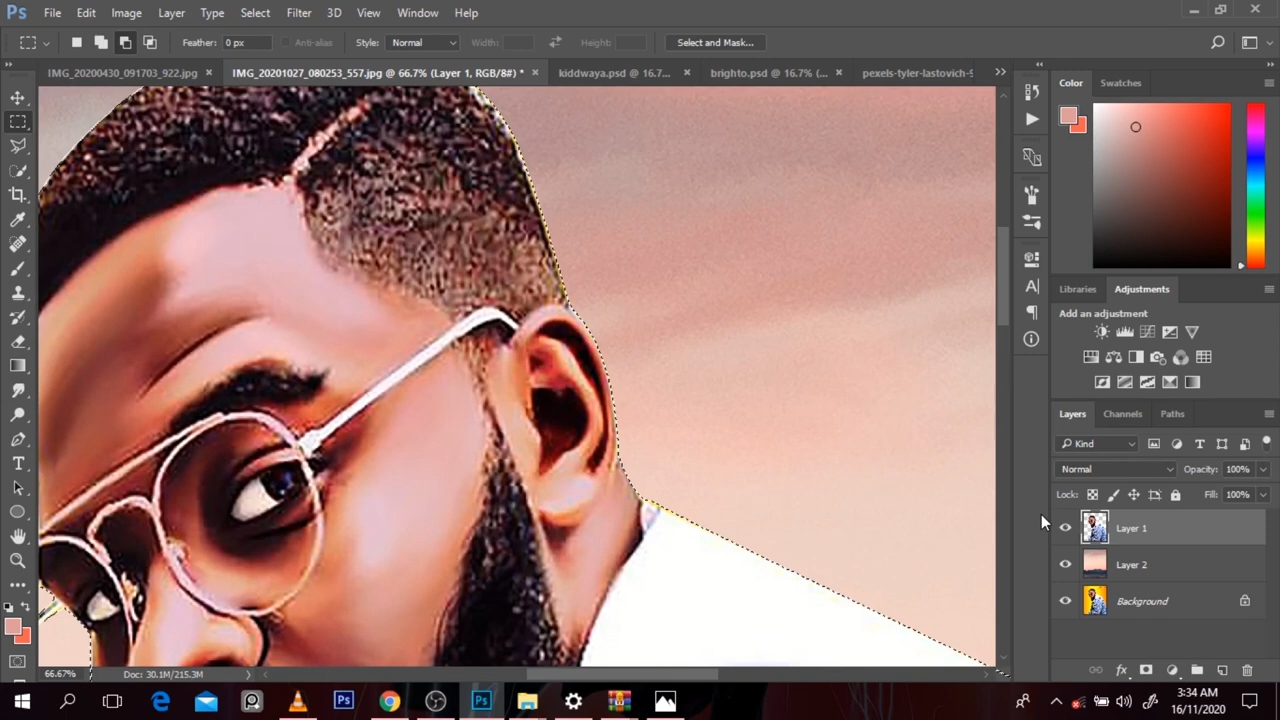 Ps File Edit Image Layer Type Select Filter 3D View Window Help
Feather: 0 px Anti-alias Style: Normal Width: Height: Select and Mask...
IMG_20200430_091703_922.jpg × IMG_20201027_080253_557.jpg @ 66.7% (Layer 1, RGB/8#) * × kiddwaya.psd @ 16.7... × brighto.psd @ 16.7% (... × pexels-tyler-lastovich-9
Color Swatches
Libraries Adjustments
Add an adjustment
Layers Channels Paths
Kind
Normal Opacity: 100%
Lock: Fill: 100%
Layer 1
Layer 2
Background
66.67% Doc: 30.1M/215.3M
3:34 AM
16/11/2020